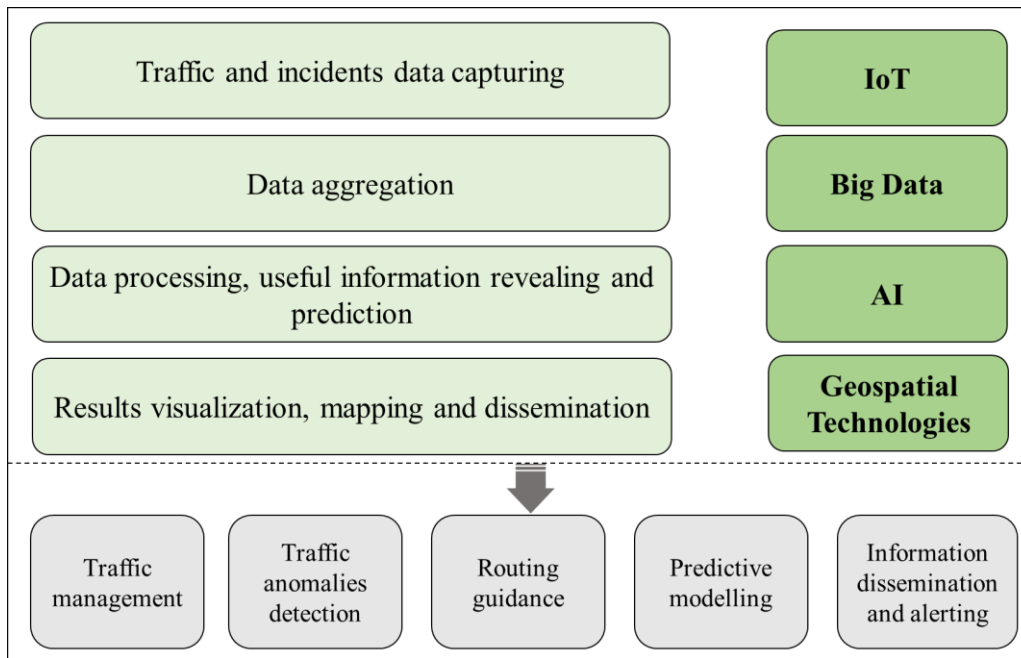 Traffic and incidents data capturing
IoT
Data aggregation
Big Data
Data processing, useful information revealing and
prediction
AI
Results visualization, mapping and dissemination
Geospatial
Technologies
Traffic
management
Traffic
anomalies
detection
Routing
guidance
Predictive
modelling
Information
dissemination
and alerting